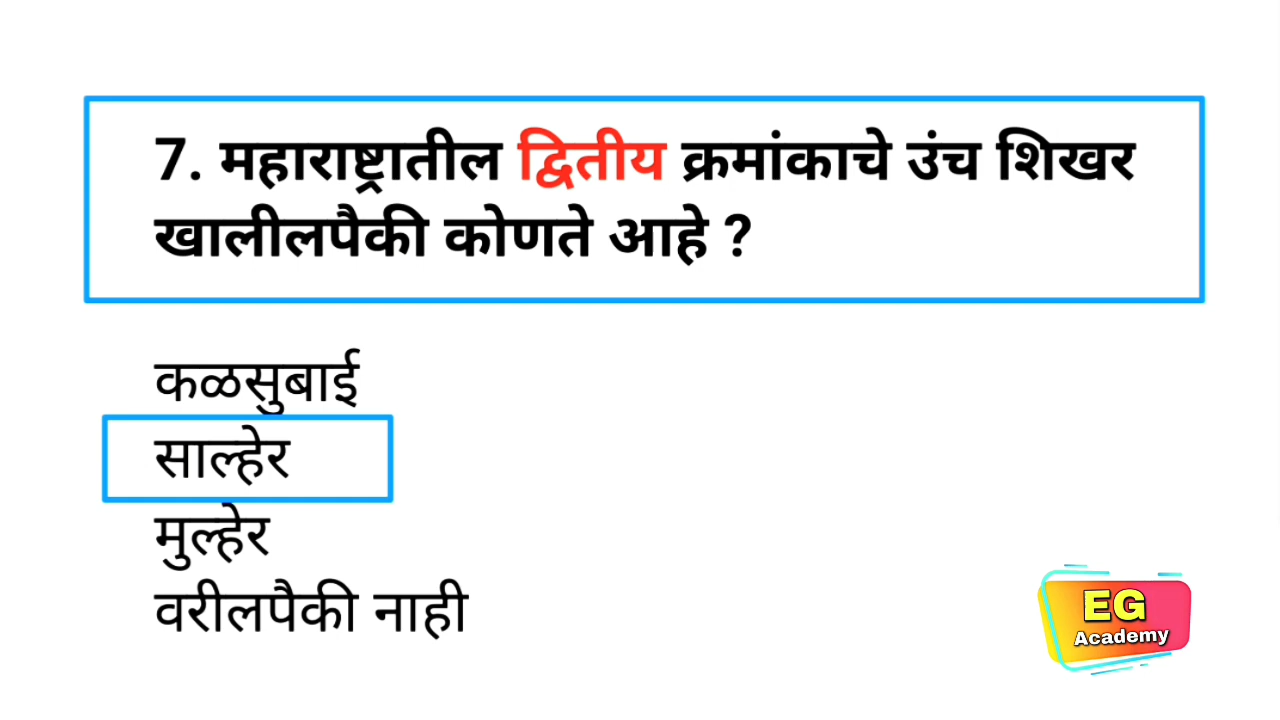 7. महाराष्ट्रातील द्वितीय क्रमांकाचे उंच शिखर
खालीलपैकी कोणते आहे ?
कळसुबाई
साल्हेर
मुल्हेर
वरीलपैकी नाही
EG
Academy